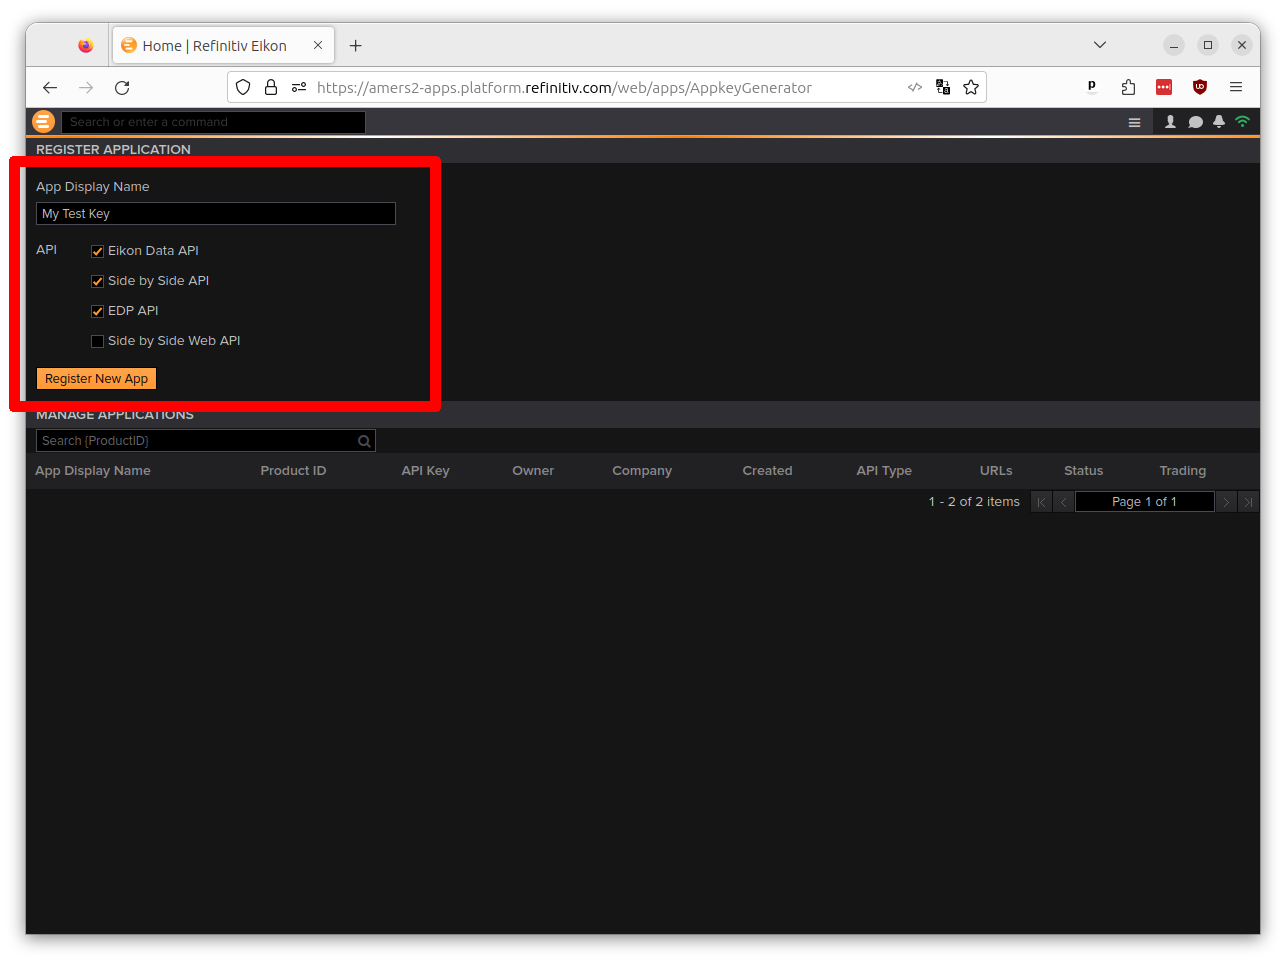 Home | Refinitiv Eikon
https://amers2-apps.platform.refinitiv.com/web/apps/AppkeyGenerator
Search or enter a command
REGISTER APPLICATION
App Display Name
My Test Key
API
Eikon Data API
Side by Side API
EDP API
Side by Side Web API
Register New App
MANAGE APPLICATIONS
Search {ProductID}
App Display Name Product ID API Key Owner Company Created API Type URLs Status Trading
1 - 2 of 2 items Page 1 of 1